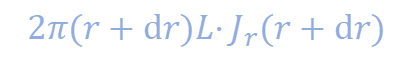 2π(r + dr)L·J_r(r + dr)